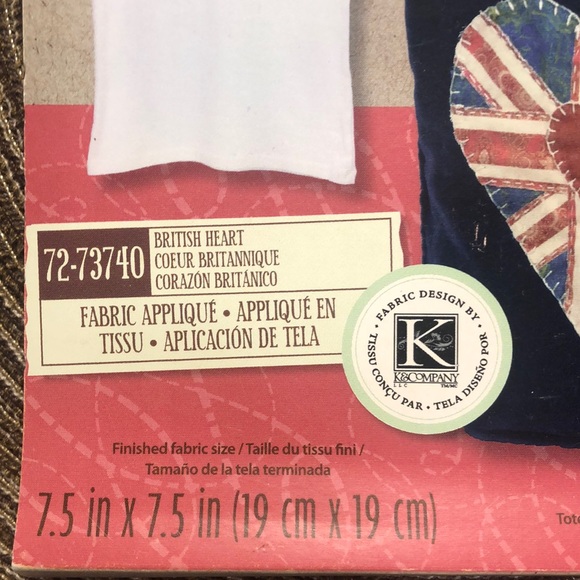 72-73740
BRITISH HEART
COEUR BRITANNIQUE
CORAZÓN BRITÁNICO
FABRIC APPLIQUÉ • APPLIQUÉ EN
TISSU • APLICACIÓN DE TELA
• FABRIC DESIGN BY •
TISSU CONÇU PAR • TELA DISEÑO POR
K
K&COMPANY
LLC
Finished fabric size / Taille du tissu fini /
Tamaño de la tela terminada
7.5 in x 7.5 in (19 cm x 19 cm)